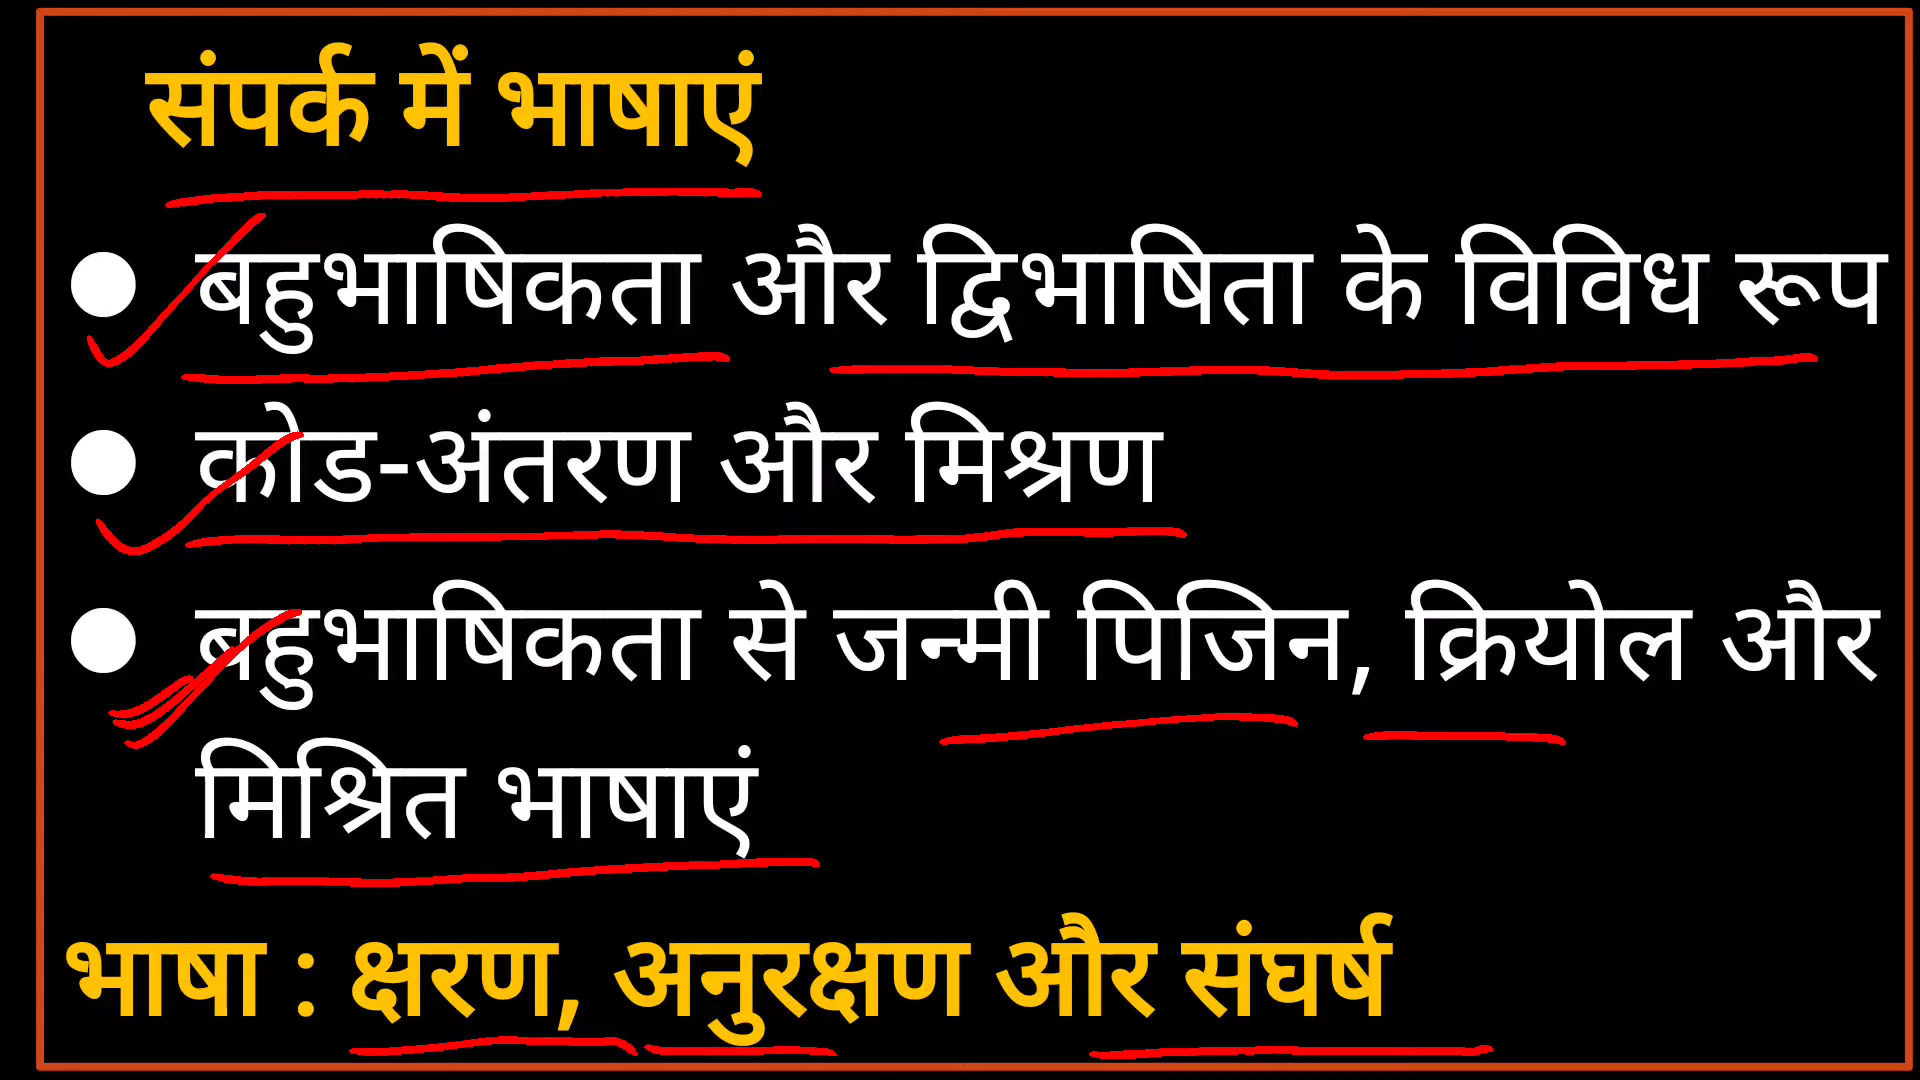 संपर्क में भाषाएं
● बहुभाषिकता और द्विभाषिता के विविध रूप
● कोड-अंतरण और मिश्रण
● बहुभाषिकता से जन्मी पिजिन, क्रियोल और
मिश्रित भाषाएं
भाषा : क्षरण, अनुरक्षण और संघर्ष